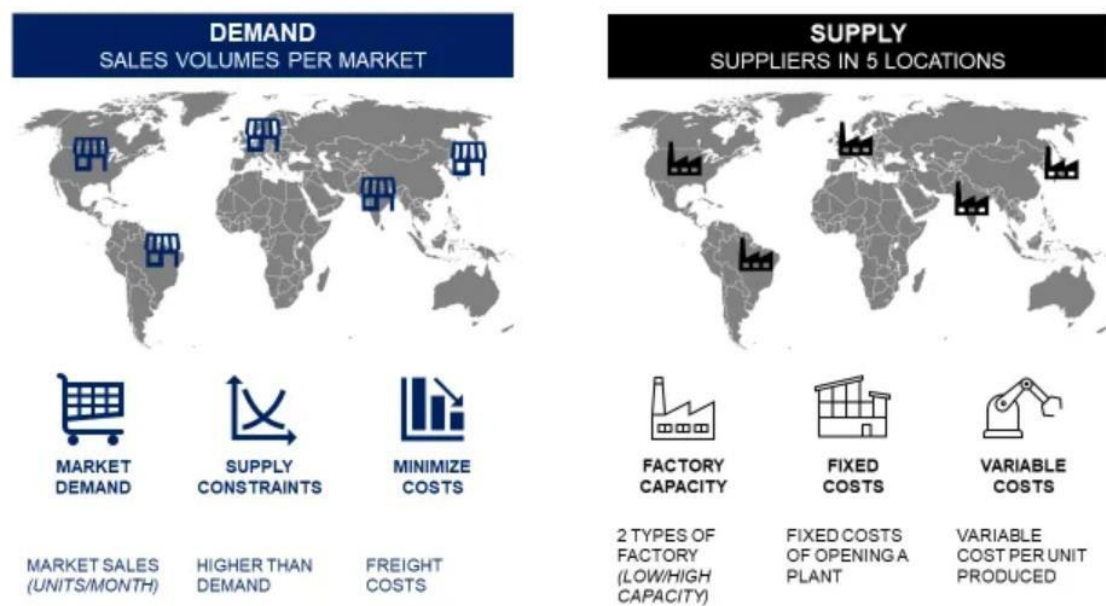 DEMAND
SALES VOLUMES PER MARKET
MARKET
DEMAND
SUPPLY
CONSTRAINTS
MINIMIZE
COSTS
MARKET SALES
(UNITS/MONTH)
HIGHER THAN
DEMAND
FREIGHT
COSTS
SUPPLY
SUPPLIERS IN 5 LOCATIONS
FACTORY
CAPACITY
FIXED
COSTS
VARIABLE
COSTS
2 TYPES OF
FACTORY
(LOW/HIGH
CAPACITY)
FIXED COSTS
OF OPENING A
PLANT
VARIABLE
COST PER UNIT
PRODUCED